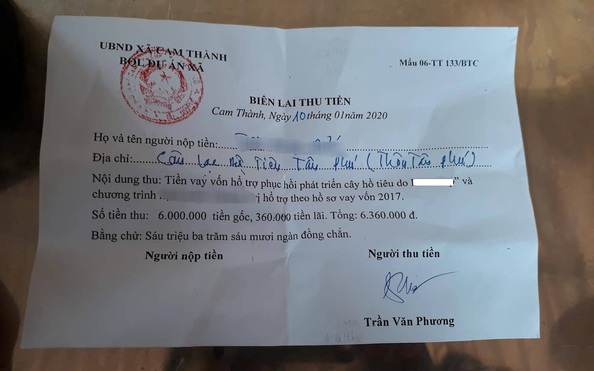 UBND XÃ CAM THÀNH
BQL DỰ ÁN XÃ
Mẫu 06-TT 133/BTC
BIÊN LAI THU TIỀN
Cam Thành, Ngày 10 tháng 01 năm 2020
Họ và tên người nộp tiền:
Địa chỉ: Câu lạc bộ Tiêu Tân Phú (Thôn Tân Phú)
Nội dung thu: Tiền vay vốn hỗ trợ phục hồi phát triển cây hồ tiêu do " và
chương trình hỗ trợ theo hồ sơ vay vốn 2017.
Số tiền thu: 6.000.000 tiền gốc, 360.000 tiền lãi. Tổng: 6.360.000 đ.
Bằng chữ: Sáu triệu ba trăm sáu mươi ngàn đồng chẵn.
Người nộp tiền Người thu tiền
Trần Văn Phương